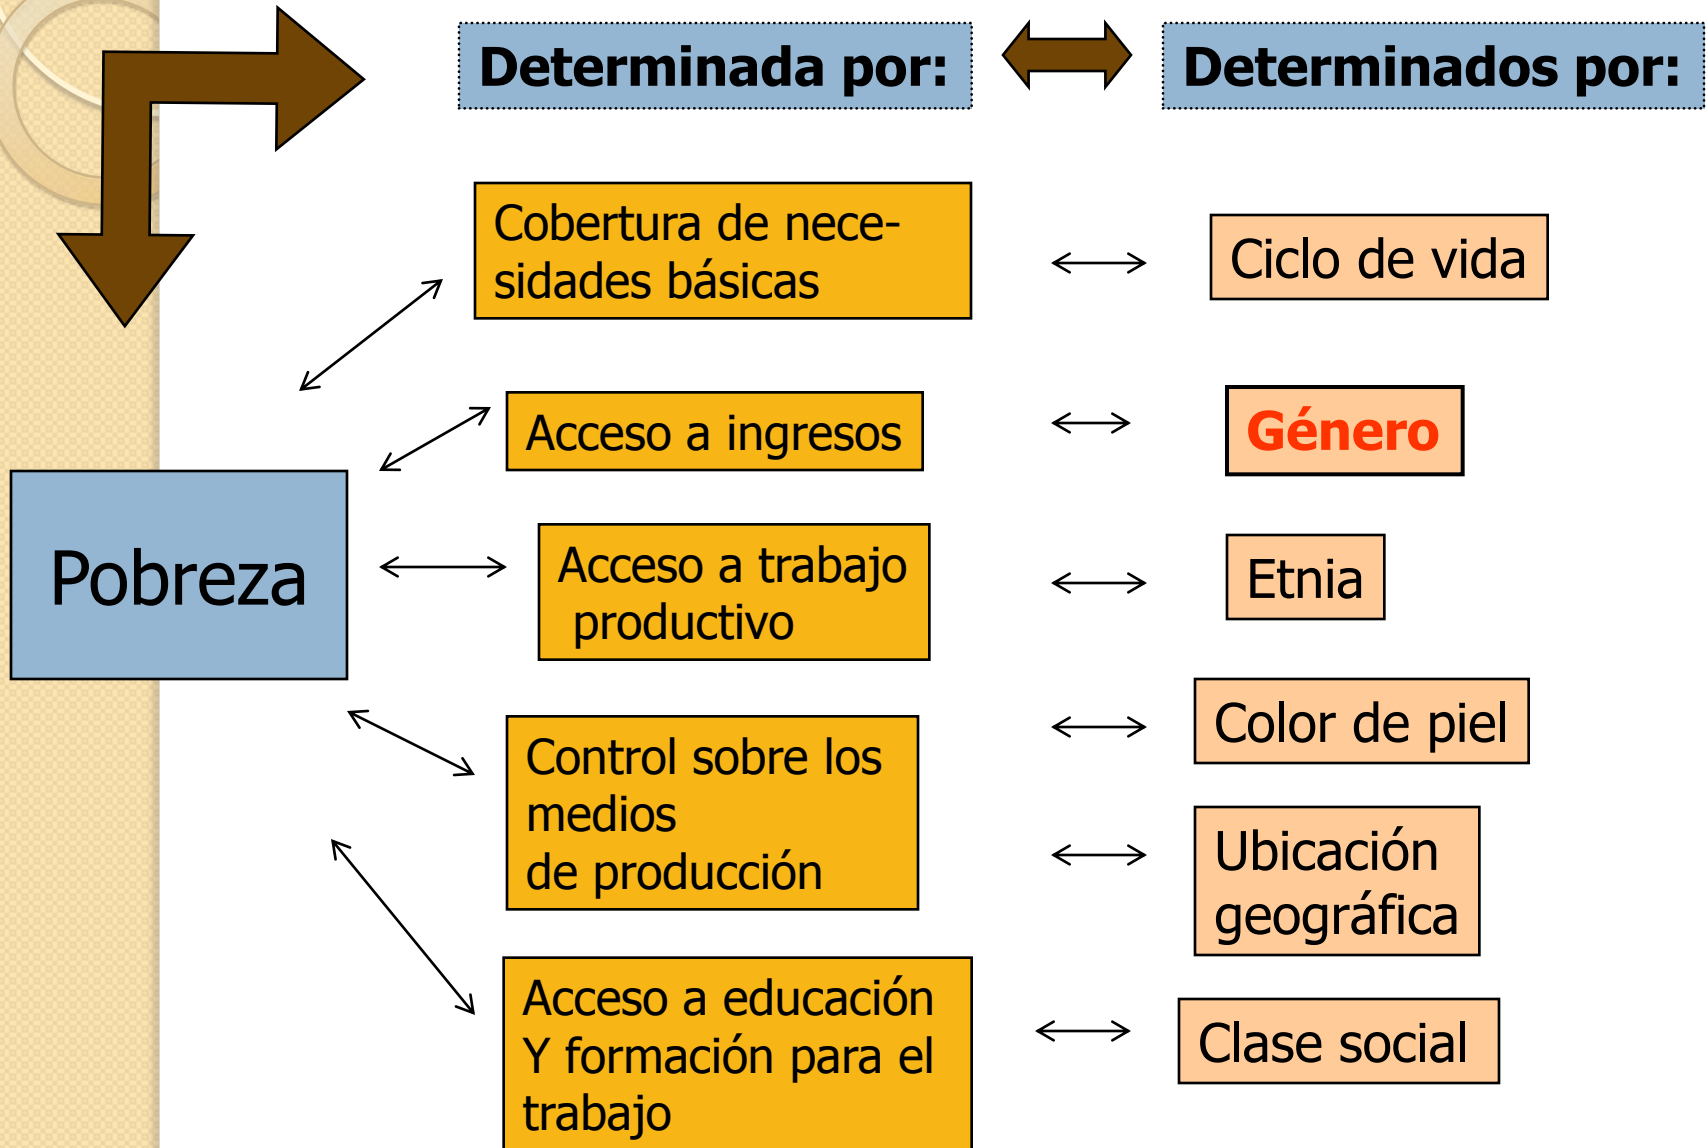 Determinada por:
Determinados por:
Pobreza
Cobertura de nece-
sidades básicas
Acceso a ingresos
Acceso a trabajo
productivo
Control sobre los
medios
de producción
Acceso a educación
Y formación para el
trabajo
Ciclo de vida
Género
Etnia
Color de piel
Ubicación
geográfica
Clase social